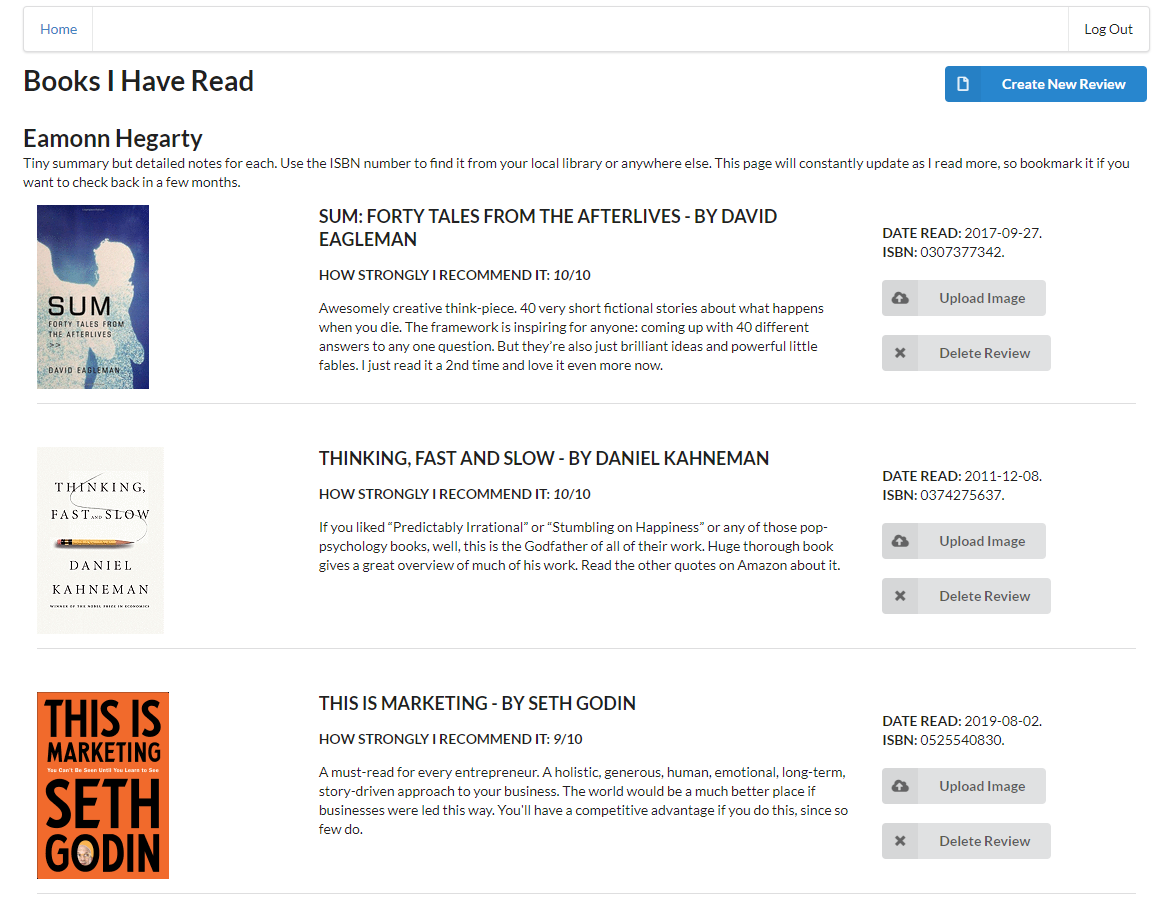 Home
Log Out
Books I Have Read
Create New Review
Eamonn Hegarty
Tiny summary but detailed notes for each. Use the ISBN number to find it from your local library or anywhere else. This page will constantly update as I read more, so bookmark it if you
want to check back in a few months.
SUM
FORTY TALES FROM
THE AFTERLIVES
>>
DAVID EAGLEMAN
SUM: FORTY TALES FROM THE AFTERLIVES - BY DAVID
EAGLEMAN
HOW STRONGLY I RECOMMEND IT: 10/10
Awesomely creative think-piece. 40 very short fictional stories about what happens
when you die. The framework is inspiring for anyone: coming up with 40 different
answers to any one question. But they’re also just brilliant ideas and powerful little
fables. I just read it a 2nd time and love it even more now.
DATE READ: 2017-09-27.
ISBN: 0307377342.
Upload Image
Delete Review
THINKING,
FAST AND SLOW
DANIEL
KAHNEMAN
WINNER OF THE NOBEL PRIZE IN ECONOMICS
THINKING, FAST AND SLOW - BY DANIEL KAHNEMAN
HOW STRONGLY I RECOMMEND IT: 10/10
If you liked “Predictably Irrational” or “Stumbling on Happiness” or any of those pop-
psychology books, well, this is the Godfather of all of their work. Huge thorough book
gives a great overview of much of his work. Read the other quotes on Amazon about it.
DATE READ: 2011-12-08.
ISBN: 0374275637.
Upload Image
Delete Review
THIS IS
MARKETING
You Can't Be Seen Until You Learn to See
SETH
GODIN
THIS IS MARKETING - BY SETH GODIN
HOW STRONGLY I RECOMMEND IT: 9/10
A must-read for every entrepreneur. A holistic, generous, human, emotional, long-term,
story-driven approach to your business. The world would be a much better place if
businesses were led this way. You'll have a competitive advantage if you do this, since so
few do.
DATE READ: 2019-08-02.
ISBN: 0525540830.
Upload Image
Delete Review